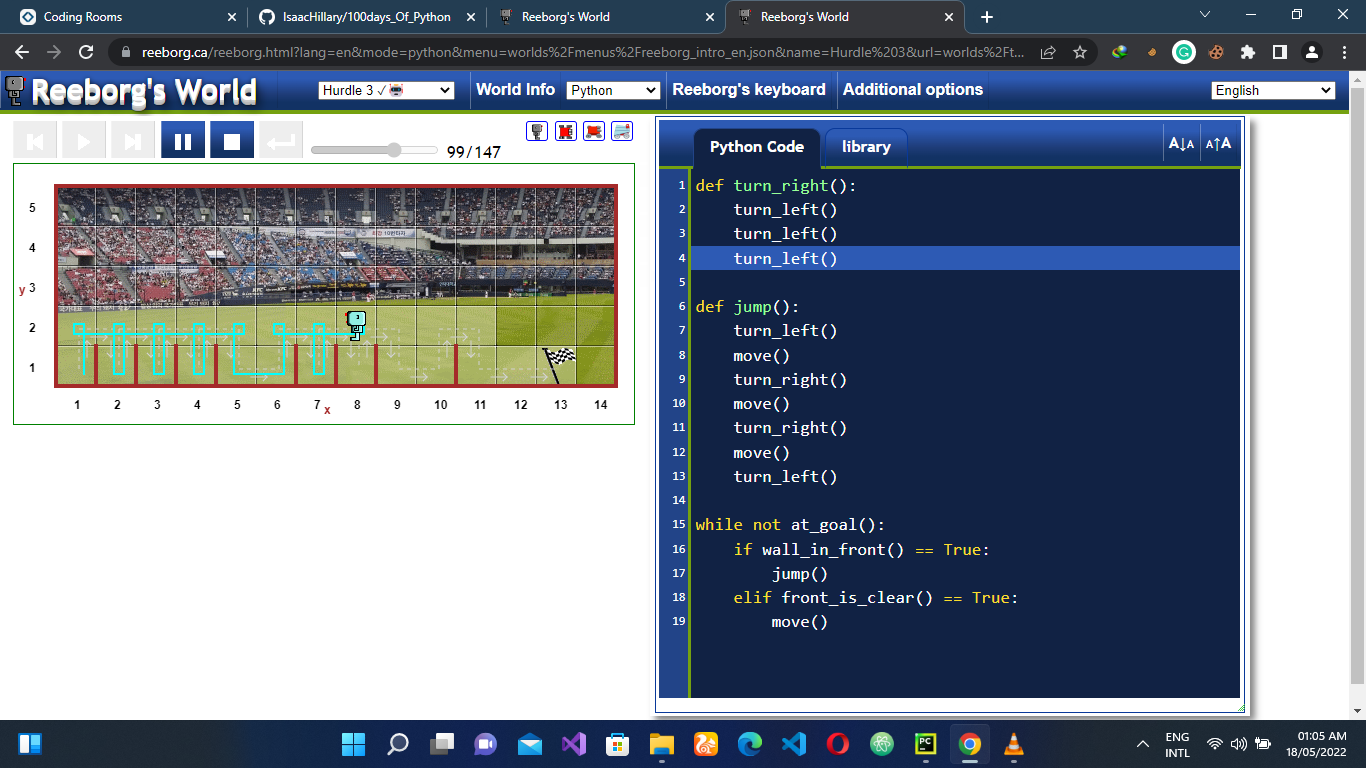 Coding Rooms
IsaacHillary/100days_Of_Python
Reeborg's World
Reeborg's World
reeborg.ca/reeborg.html?lang=en&mode=python&menu=worlds%2Fmenus%2Freeborg_intro_en.json&name=Hurdle%203&url=worlds%2Ft...
Reeborg's World
Hurdle 3 ✓
World Info
Python
Reeborg's keyboard
Additional options
English
99/147
5
4
y 3
2
1
1 2 3 4 5 6 7 8 9 10 11 12 13 14
x
Python Code
library
A↓A
A↑A
1 def turn_right():
2     turn_left()
3     turn_left()
4     turn_left()
5
6 def jump():
7     turn_left()
8     move()
9     turn_right()
10     move()
11     turn_right()
12     move()
13     turn_left()
14
15 while not at_goal():
16     if wall_in_front() == True:
17         jump()
18     elif front_is_clear() == True:
19         move()
ENG
INTL
01:05 AM
18/05/2022